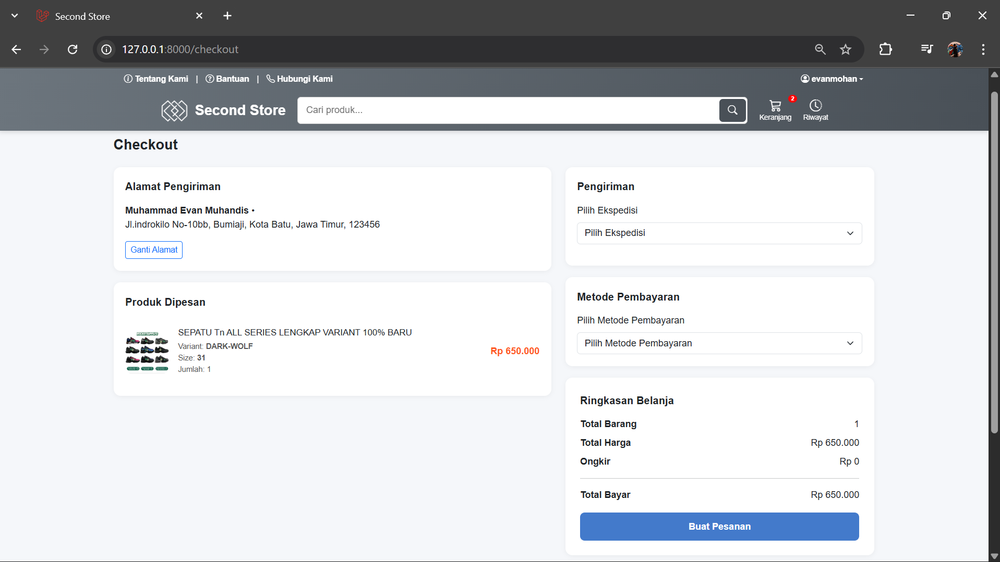 Second Store
127.0.0.1:8000/checkout
Tentang Kami | Bantuan | Hubungi Kami
evanmohan
Second Store
Cari produk...
2
Keranjang
Riwayat
Checkout
Alamat Pengiriman
Muhammad Evan Muhandis •
Jl.indrokilo No-10bb, Bumiaji, Kota Batu, Jawa Timur, 123456
Ganti Alamat
Produk Dipesan
SEPATU Tn ALL SERIES LENGKAP VARIANT 100% BARU
Variant: DARK-WOLF
Size: 31
Jumlah: 1
Rp 650.000
Pengiriman
Pilih Ekspedisi
Pilih Ekspedisi
Metode Pembayaran
Pilih Metode Pembayaran
Pilih Metode Pembayaran
Ringkasan Belanja
Total Barang 1
Total Harga Rp 650.000
Ongkir Rp 0
Total Bayar Rp 650.000
Buat Pesanan